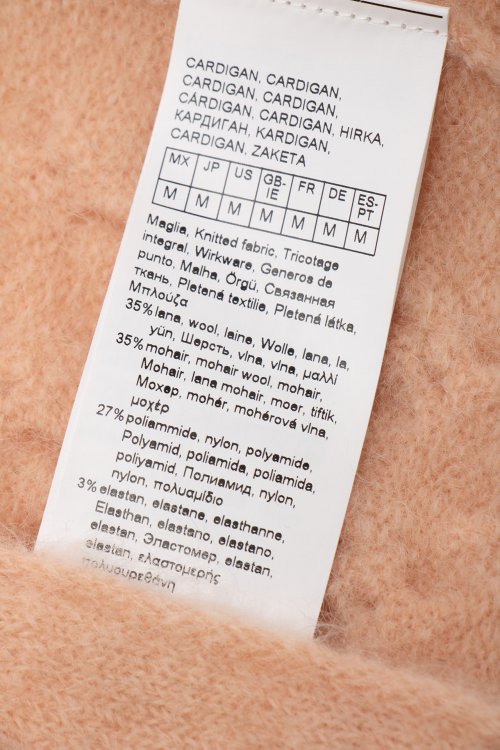 CARDIGAN, CARDIGAN,
CARDIGAN, CARDIGAN,
CÁRDIGAN, CARDIGAN, HIRKA,
КАРДИГАН, KARDIGAN,
CARDIGAN, ZAKETA
MX JP US GB-IE FR DE ES-PT
M M M M M M M
Maglia, Knitted fabric, Tricotage
integral, Wirkware, Generos de
punto, Malha, Örgü, Связанная
ткань, Pletená textilie, Pletená látka,
Μπλούζα
35% lana, wool, laine, Wolle, lana, la,
yün, Шерсть, vlna, vlna, μαλλί
35% mohair, mohair wool, mohair,
Mohair, lana mohair, moer, tiftik,
Мохер, mohér, mohérová vlna,
μοχέρ
27% poliammide, nylon, polyamide,
Polyamid, poliamida, poliamida,
poliyamid, Полиамид, nylon,
nylon, πολυαμίδιο
3% elastan, elastane, elasthanne,
Elasthan, elastano, elastano,
elastan, Эластомер, elastan,
elastan, ελαστομερής
πολυουρεθάνη